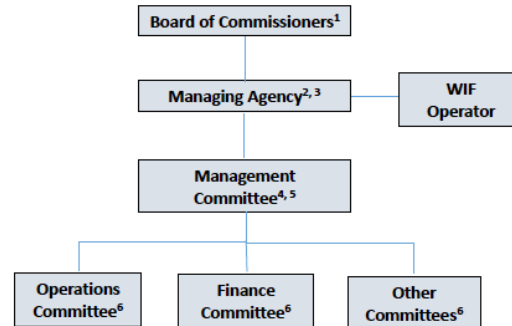 Board of Commissioners¹
Managing Agency², ³
WIF
Operator
Management
Committee⁴, ⁵
Operations
Committee⁶
Finance
Committee⁶
Other
Committees⁶